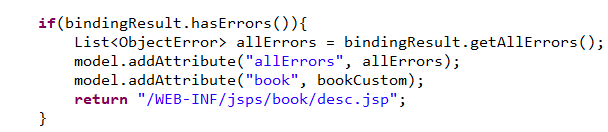 if(bindingResult.hasErrors()){
    List<ObjectError> allErrors = bindingResult.getAllErrors();
    model.addAttribute("allErrors", allErrors);
    model.addAttribute("book", bookCustom);
    return "/WEB-INF/jsps/book/desc.jsp";
}